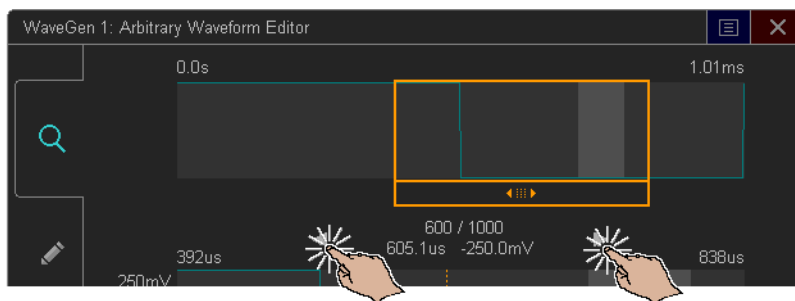 WaveGen 1: Arbitrary Waveform Editor
0.0s 1.01ms
600 / 1000
392us 605.1us -250.0mV 838us
250mV